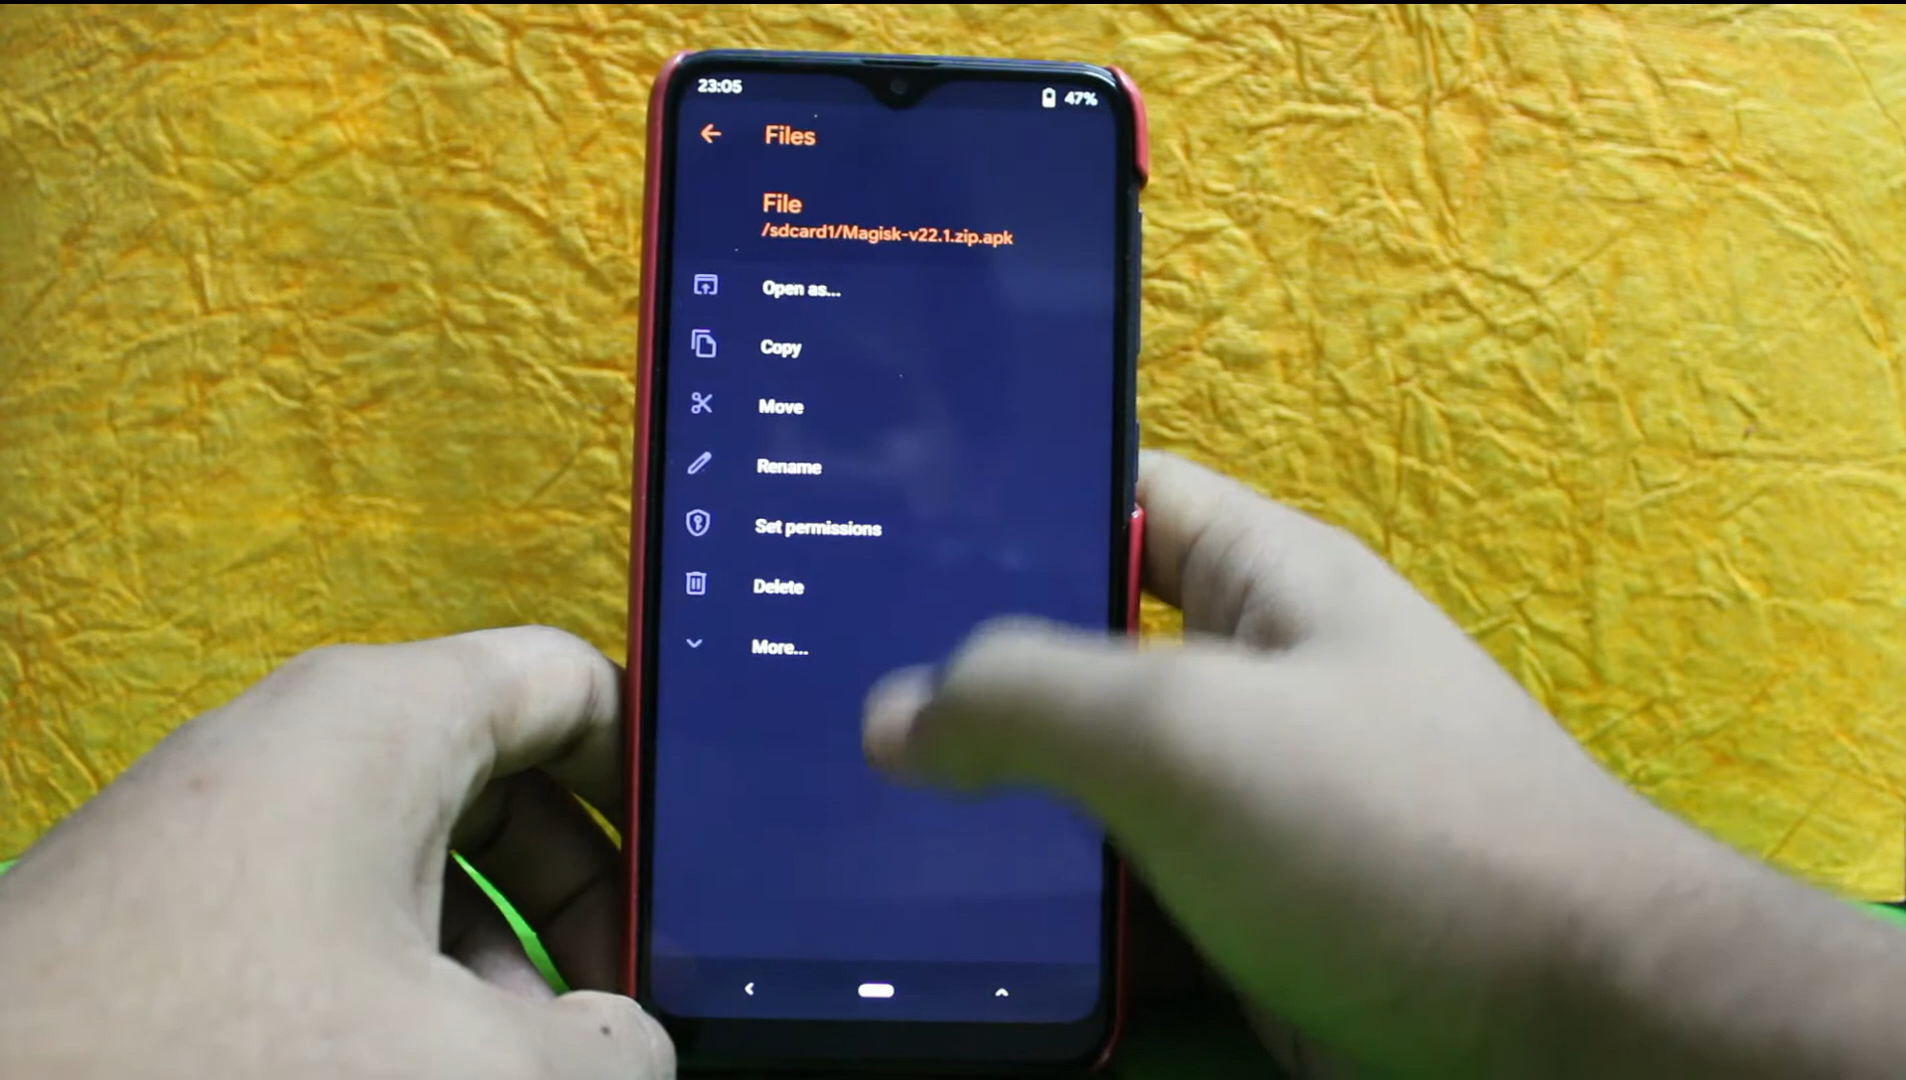 23:05
47%
Files
File
/sdcard1/Magisk-v22.1.zip.apk
Open as...
Copy
Move
Rename
Set permissions
Delete
More...